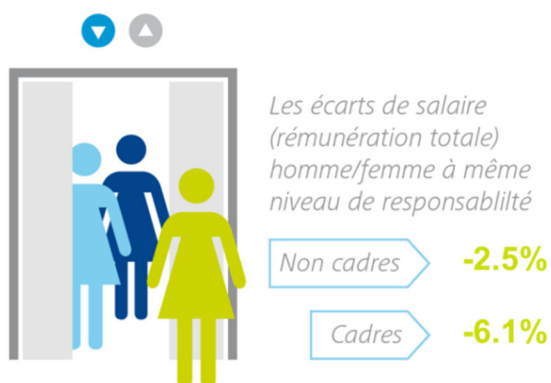 Les écarts de salaire
(rémunération totale)
homme/femme à même
niveau de responsablilté
Non cadres -2.5%
Cadres -6.1%